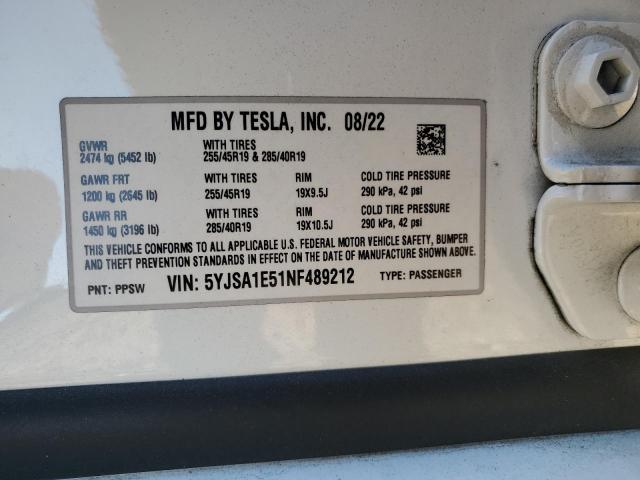 MFD BY TESLA, INC. 08/22
GVWR WITH TIRES
2474 kg (5452 lb) 255/45R19 & 285/40R19
GAWR FRT WITH TIRES RIM COLD TIRE PRESSURE
1200 kg (2645 lb) 255/45R19 19X9.5J 290 kPa, 42 psi
GAWR RR WITH TIRES RIM COLD TIRE PRESSURE
1450 kg (3196 lb) 285/40R19 19X10.5J 290 kPa, 42 psi
THIS VEHICLE CONFORMS TO ALL APPLICABLE U.S. FEDERAL MOTOR VEHICLE SAFETY, BUMPER
AND THEFT PREVENTION STANDARDS IN EFFECT ON THE DATE OF MANUFACTURE SHOWN ABOVE.
PNT: PPSW VIN: 5YJSA1E51NF489212 TYPE: PASSENGER